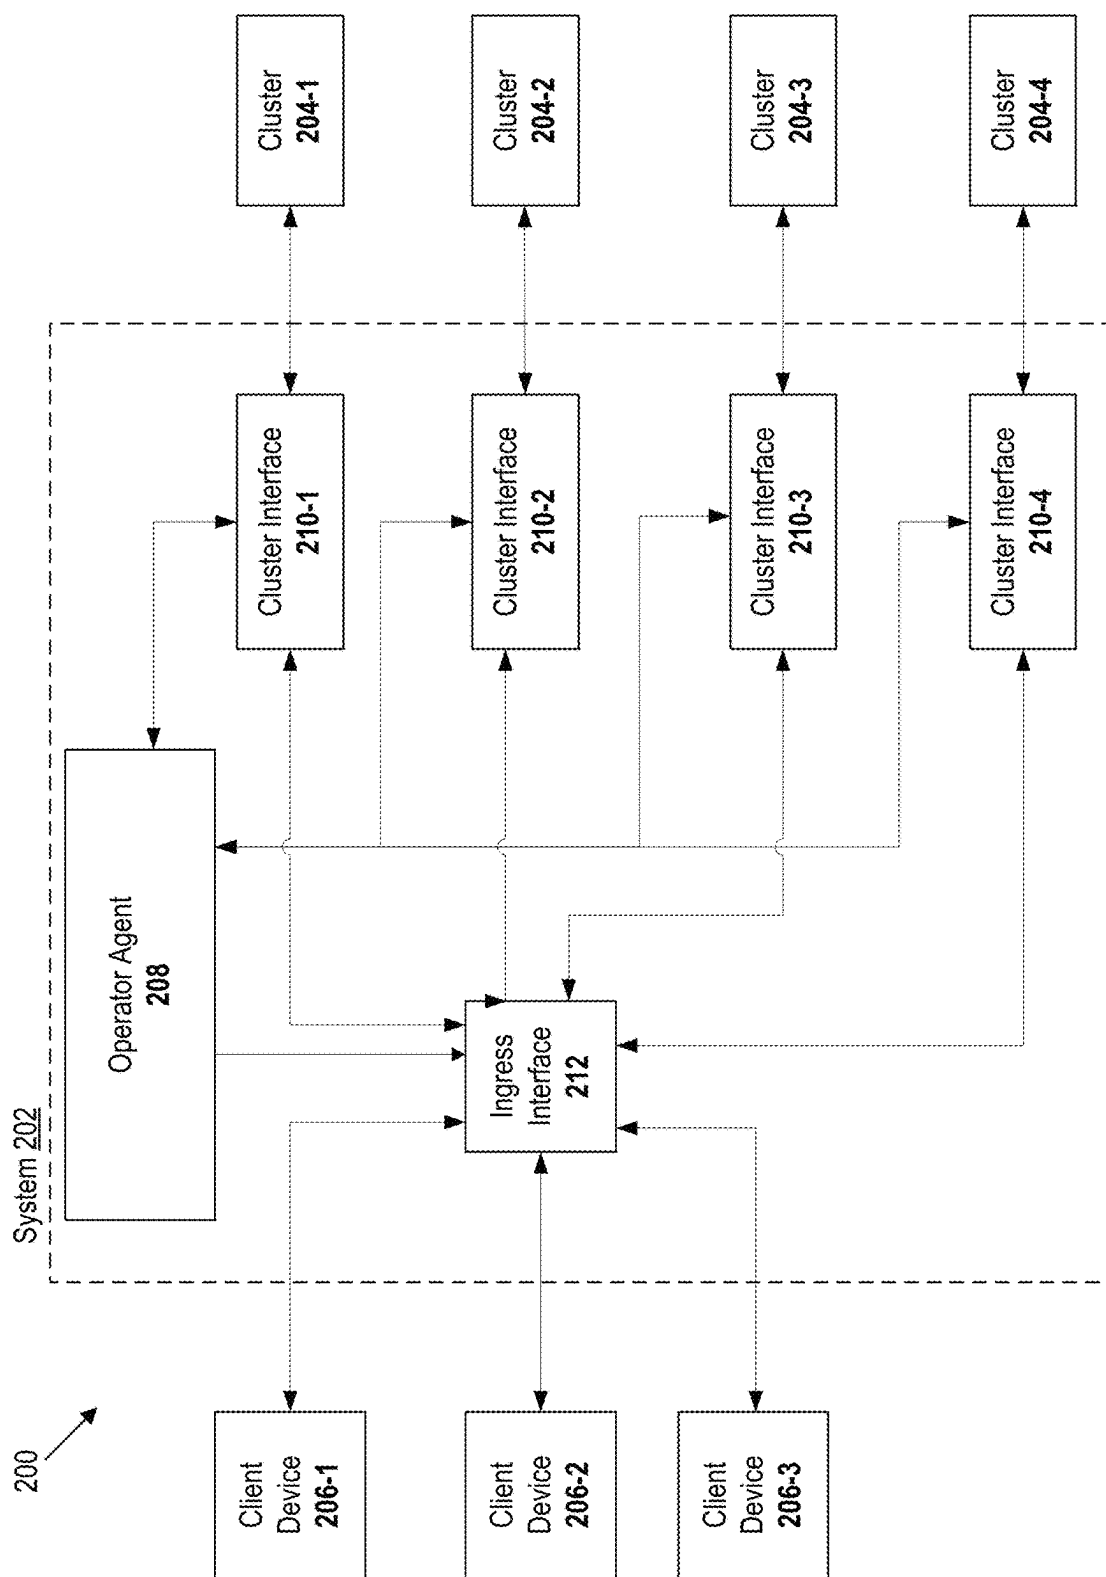 200
System 202
Operator Agent
208
Client
Device
206-1
Client
Device
206-2
Client
Device
206-3
Ingress
Interface
212
Cluster Interface
210-1
Cluster Interface
210-2
Cluster Interface
210-3
Cluster Interface
210-4
Cluster
204-1
Cluster
204-2
Cluster
204-3
Cluster
204-4